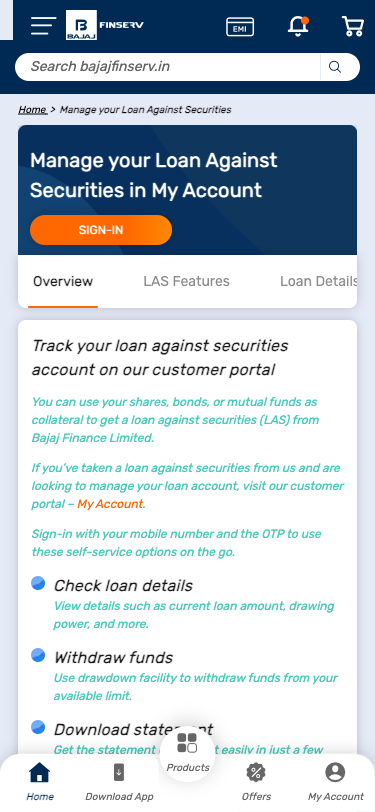 BAJAJ FINSERV
EMI
Search bajajfinserv.in
Home > Manage your Loan Against Securities
Manage your Loan Against
Securities in My Account
SIGN-IN
Overview LAS Features Loan Details
Track your loan against securities
account on our customer portal
You can use your shares, bonds, or mutual funds as
collateral to get a loan against securities (LAS) from
Bajaj Finance Limited.
If you've taken a loan against securities from us and are
looking to manage your loan account, visit our customer
portal – My Account.
Sign-in with your mobile number and the OTP to use
these self-service options on the go.
Check loan details
View details such as current loan amount, drawing
power, and more.
Withdraw funds
Use drawdown facility to withdraw funds from your
available limit.
Download statement
Get the statement easily in just a few
Home Download App Products Offers My Account